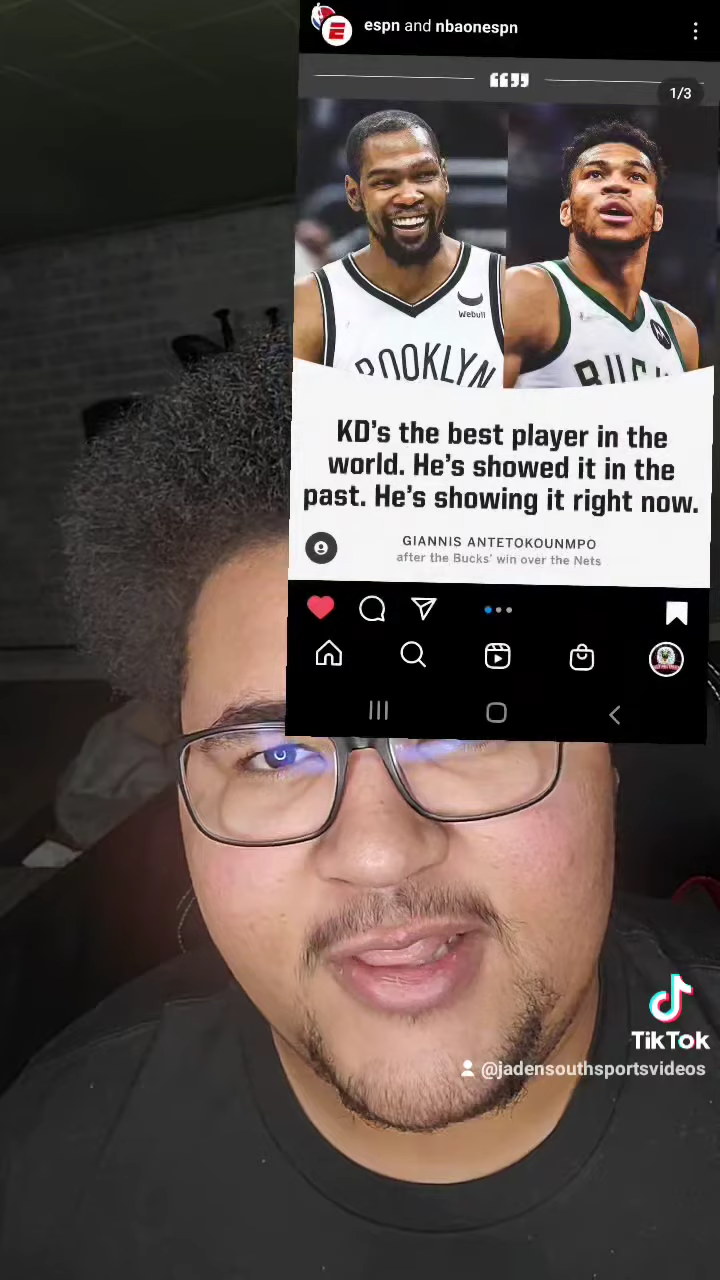 espn and nbaonespn
1/3
Webull
BROOKLYN
BUCK
KD’s the best player in the
world. He’s showed it in the
past. He’s showing it right now.
GIANNIS ANTETOKOUNMPO
after the Bucks’ win over the Nets
TikTok
@jadensouthsportsvideos